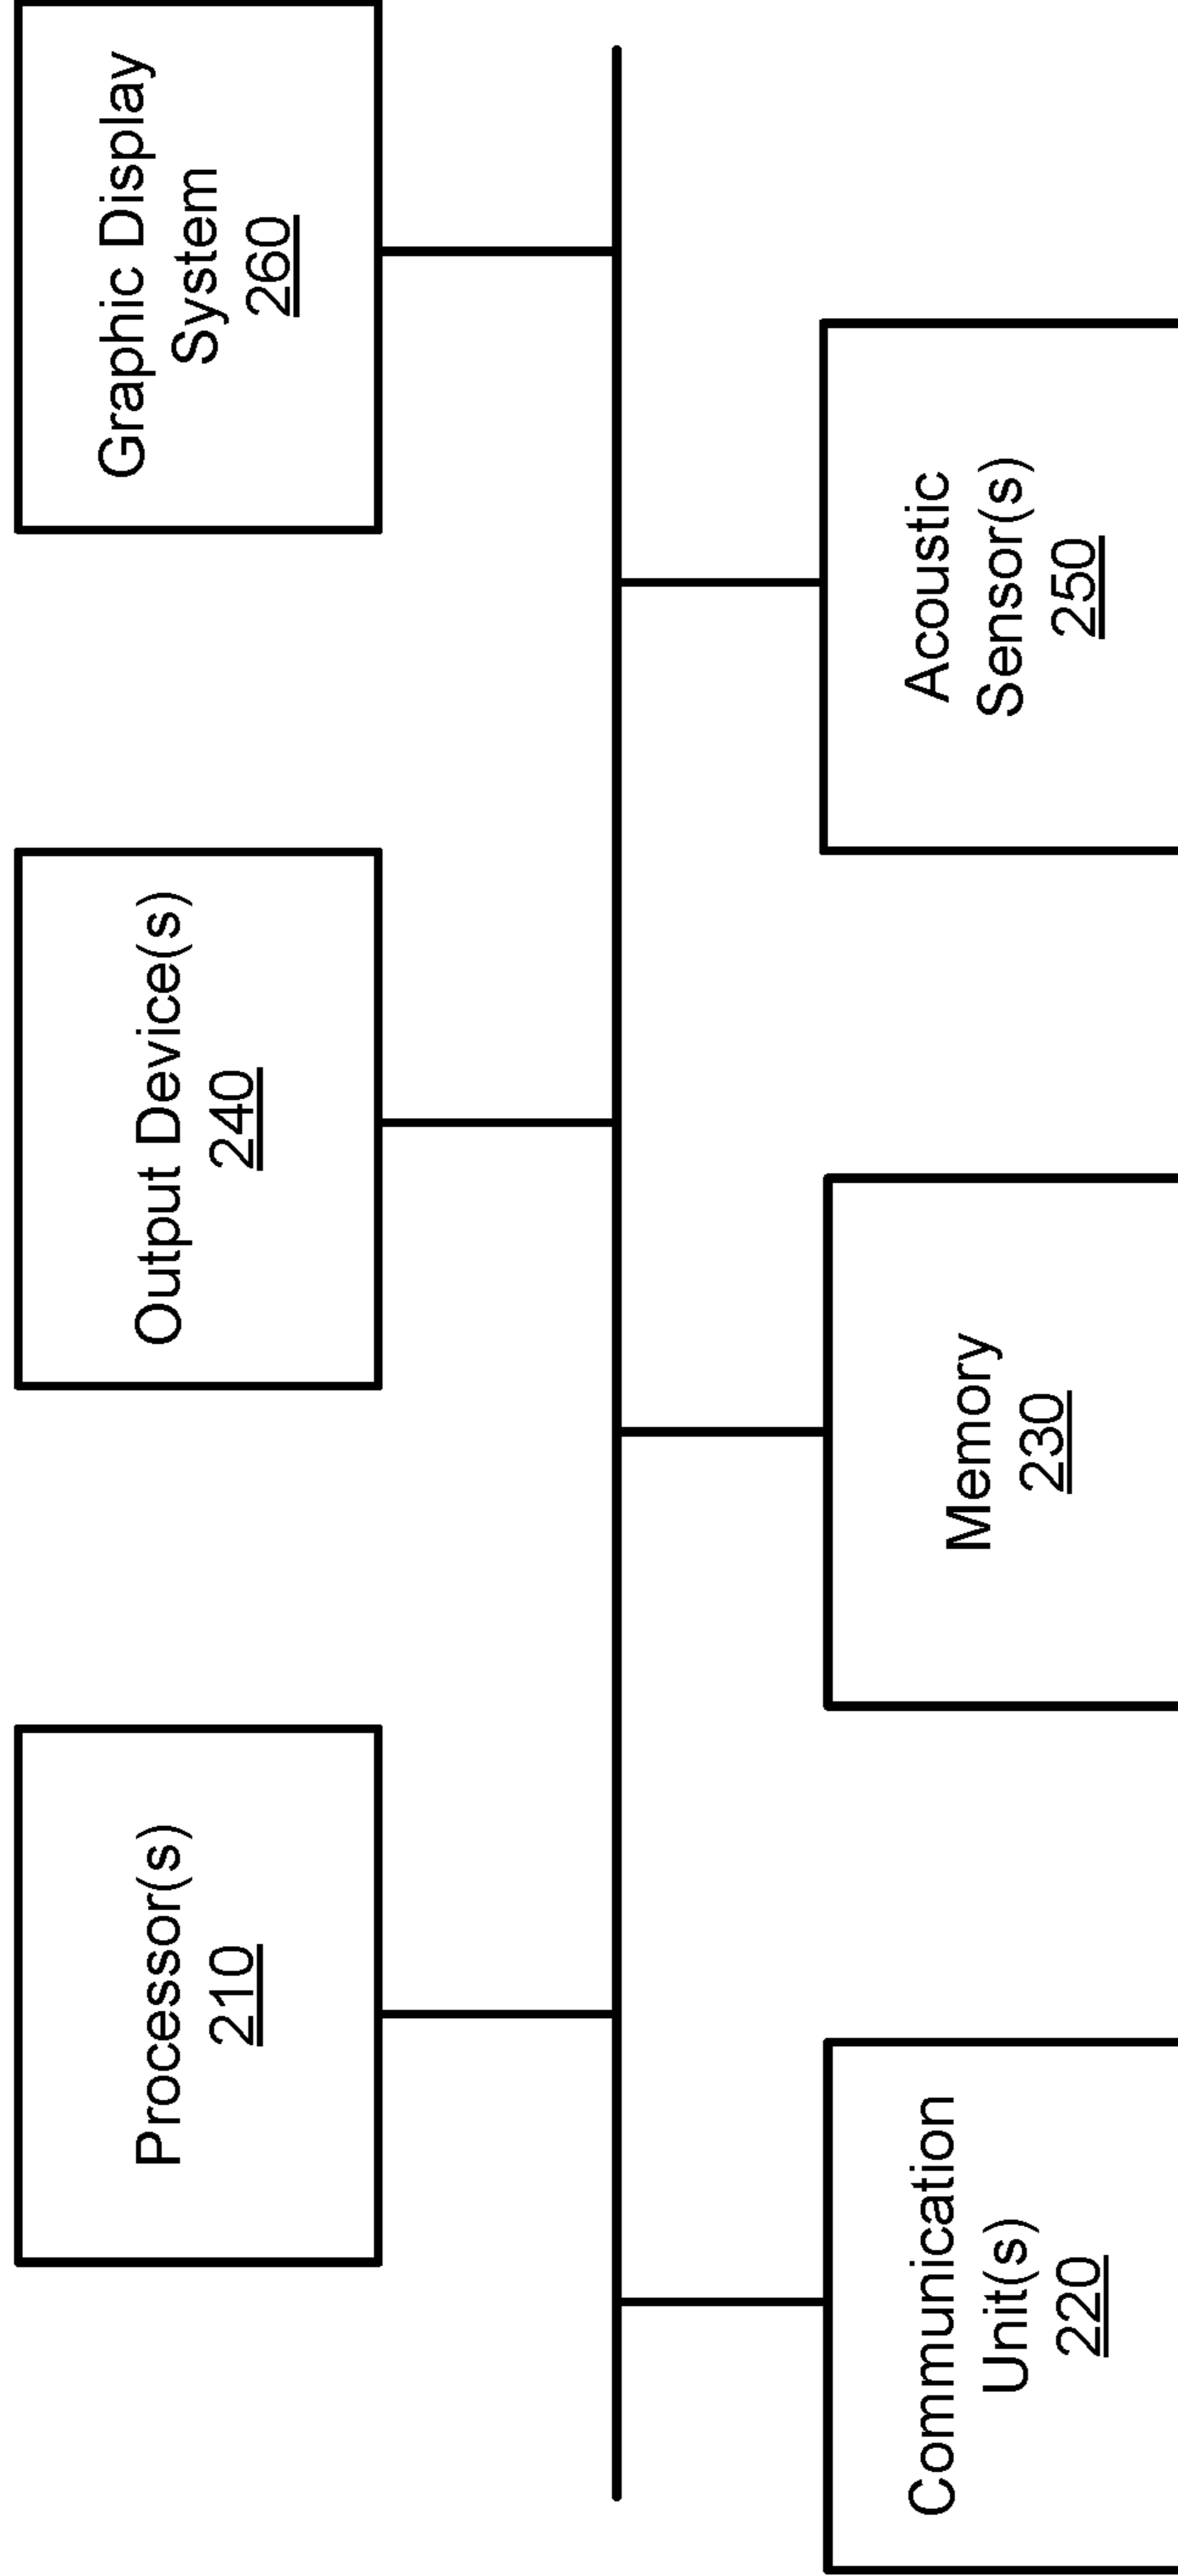 Processor(s)
210
Output Device(s)
240
Graphic Display
System
260
Communication
Unit(s)
220
Memory
230
Acoustic
Sensor(s)
250